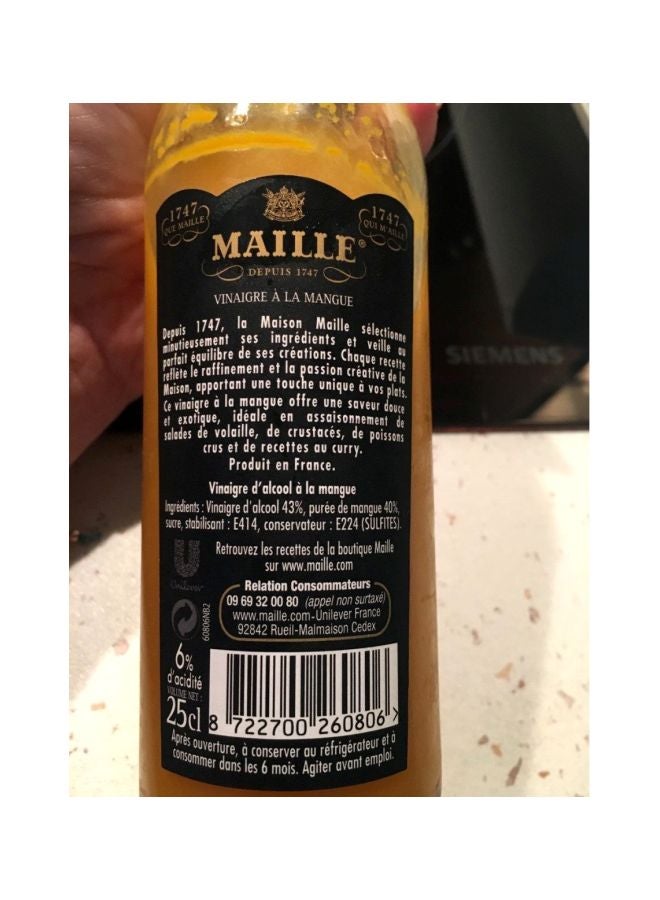 1747
QUE MAILLE
1747
QUI M'AILLE
MAILLE®
DEPUIS 1747
VINAIGRE À LA MANGUE
Depuis 1747, la Maison Maille sélectionne
minutieusement ses ingrédients et veille au
parfait équilibre de ses créations. Chaque recette
reflète le raffinement et la passion créative de la
Maison, apportant une touche unique à vos plats.
Ce vinaigre à la mangue offre une saveur douce
et exotique, idéale en assaisonnement de
salades de volaille, de crustacés, de poissons
crus et de recettes au curry.
Produit en France.
Vinaigre d'alcool à la mangue
Ingrédients : Vinaigre d'alcool 43%, purée de mangue 40%,
sucre, stabilisant : E414, conservateur : E224 (SULFITES).
Retrouvez les recettes de la boutique Maille
sur www.maille.com
Unilever
Relation Consommateurs
09 69 32 00 80 (appel non surtaxé)
www.maille.com-Unilever France
92842 Rueil-Malmaison Cedex
60806NB2
6%
d'acidité
VOLUME NET :
25cl
8 722700 260806 >
Après ouverture, à conserver au réfrigérateur et à
consommer dans les 6 mois. Agiter avant emploi.
SIEMENS